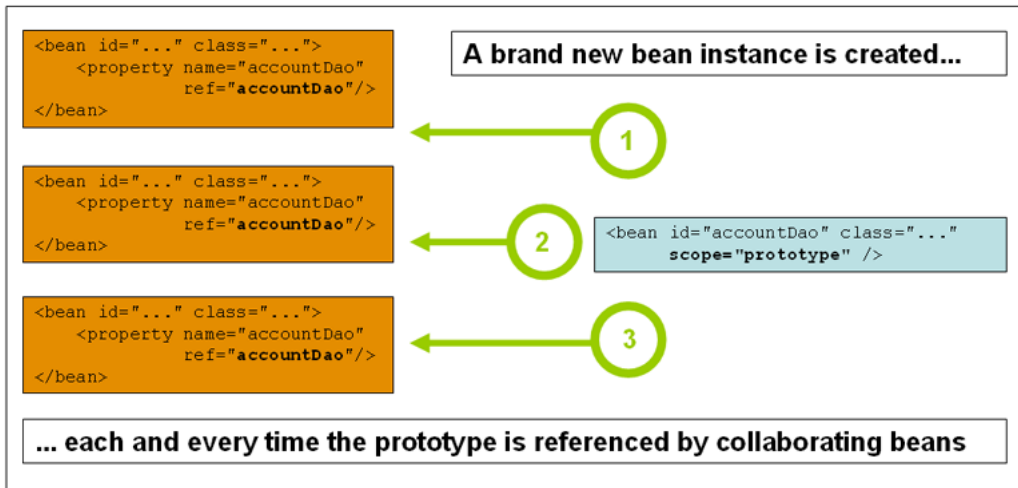 <bean id="..." class="...">
<property name="accountDao"
ref="accountDao"/>
</bean>
A brand new bean instance is created...
1
<bean id="..." class="...">
<property name="accountDao"
ref="accountDao"/>
</bean>
2
<bean id="accountDao" class="..."
scope="prototype" />
<bean id="..." class="...">
<property name="accountDao"
ref="accountDao"/>
</bean>
3
... each and every time the prototype is referenced by collaborating beans